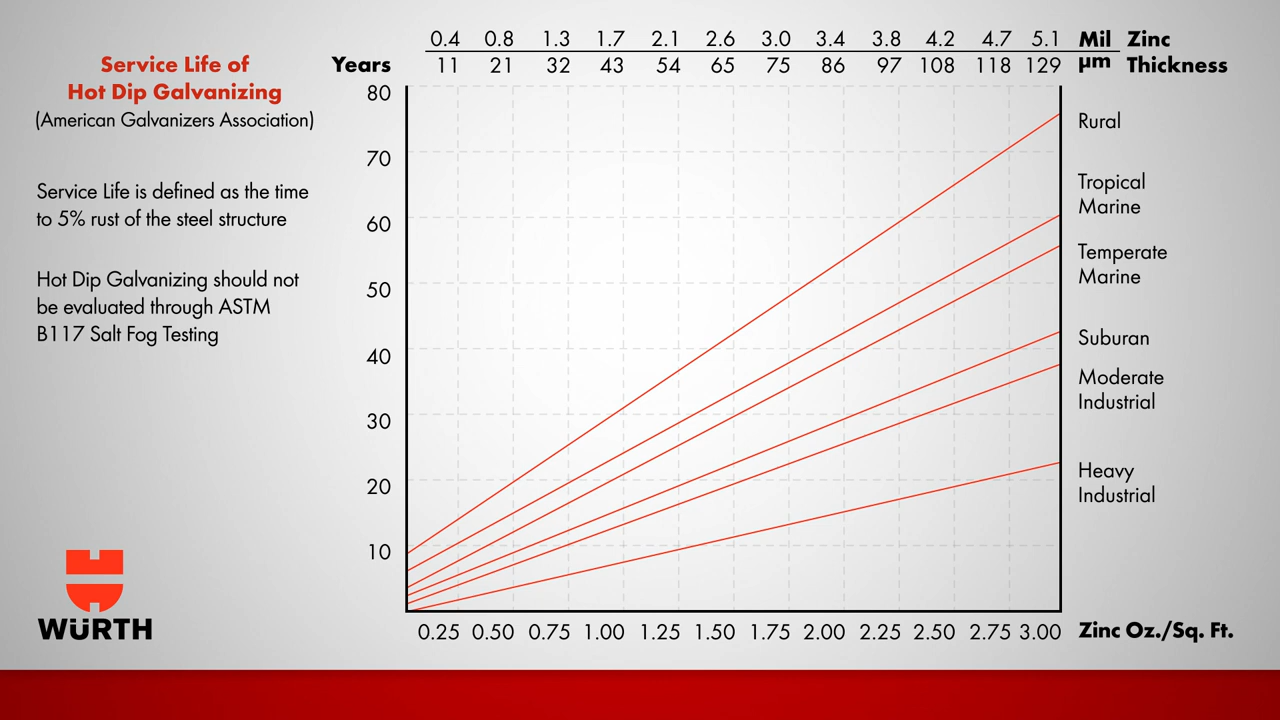 Service Life of
Hot Dip Galvanizing
(American Galvanizers Association)
Service Life is defined as the time
to 5% rust of the steel structure
Hot Dip Galvanizing should not
be evaluated through ASTM
B117 Salt Fog Testing
WÜRTH
0.4 0.8 1.3 1.7 2.1 2.6 3.0 3.4 3.8 4.2 4.7 5.1 Mil Zinc
Years 11 21 32 43 54 65 75 86 97 108 118 129 µm Thickness
80
70
60
50
40
30
20
10
Rural
Tropical
Marine
Temperate
Marine
Suburan
Moderate
Industrial
Heavy
Industrial
0.25 0.50 0.75 1.00 1.25 1.50 1.75 2.00 2.25 2.50 2.75 3.00 Zinc Oz./Sq. Ft.